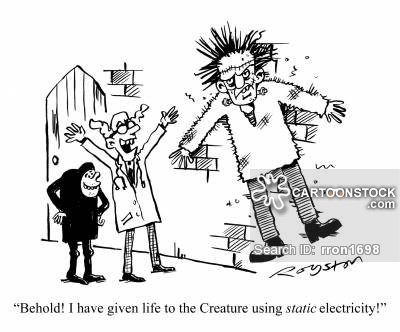 CARTOONSTOCK
.com
Search ID: rron1698
ROYSTON
“Behold! I have given life to the Creature using static electricity!”